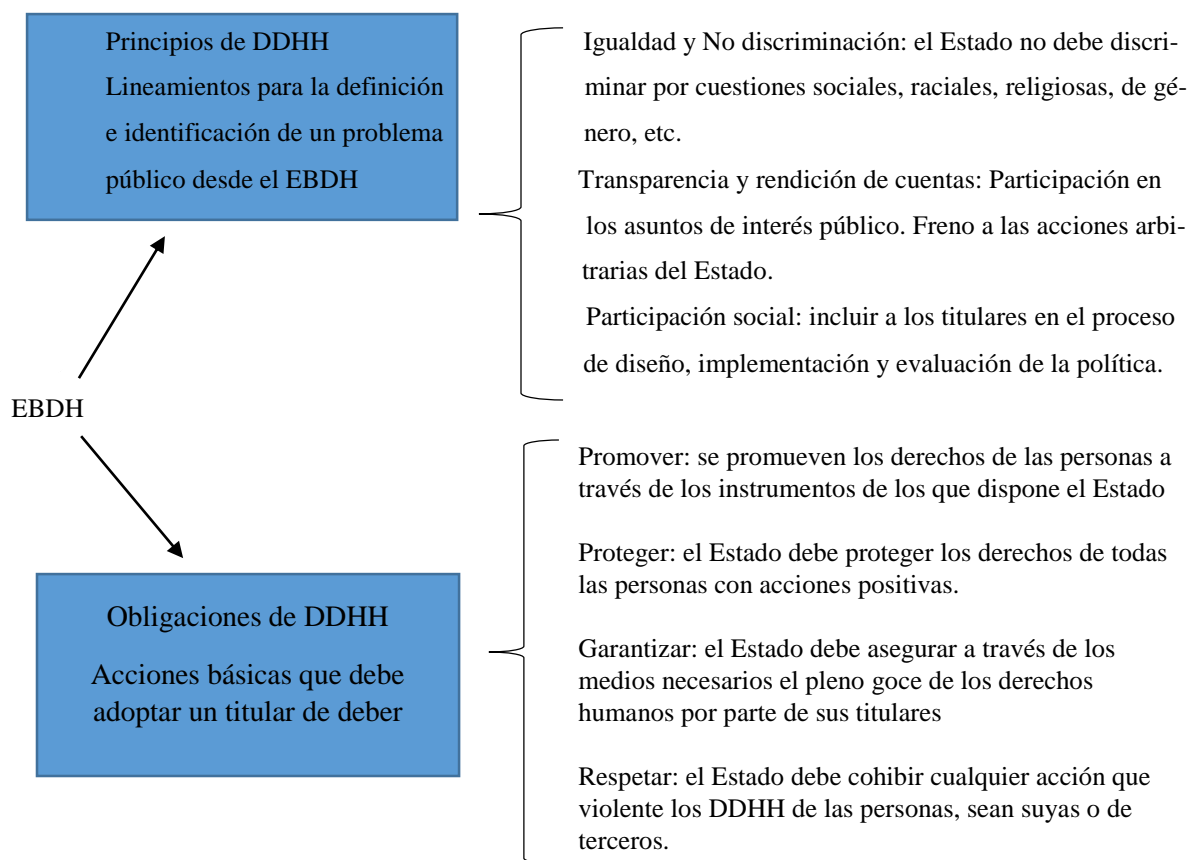 Principios de DDHH
Lineamientos para la definición
e identificación de un problema
público desde el EBDH
Igualdad y No discriminación: el Estado no debe discri-
minar por cuestiones sociales, raciales, religiosas, de gé-
nero, etc.
Transparencia y rendición de cuentas: Participación en
los asuntos de interés público. Freno a las acciones arbi-
trarias del Estado.
Participación social: incluir a los titulares en el proceso
de diseño, implementación y evaluación de la política.
EBDH
Obligaciones de DDHH
Acciones básicas que debe
adoptar un titular de deber
Promover: se promueven los derechos de las personas a
través de los instrumentos de los que dispone el Estado
Proteger: el Estado debe proteger los derechos de todas
las personas con acciones positivas.
Garantizar: el Estado debe asegurar a través de los
medios necesarios el pleno goce de los derechos
humanos por parte de sus titulares
Respetar: el Estado debe cohibir cualquier acción que
violente los DDHH de las personas, sean suyas o de
terceros.